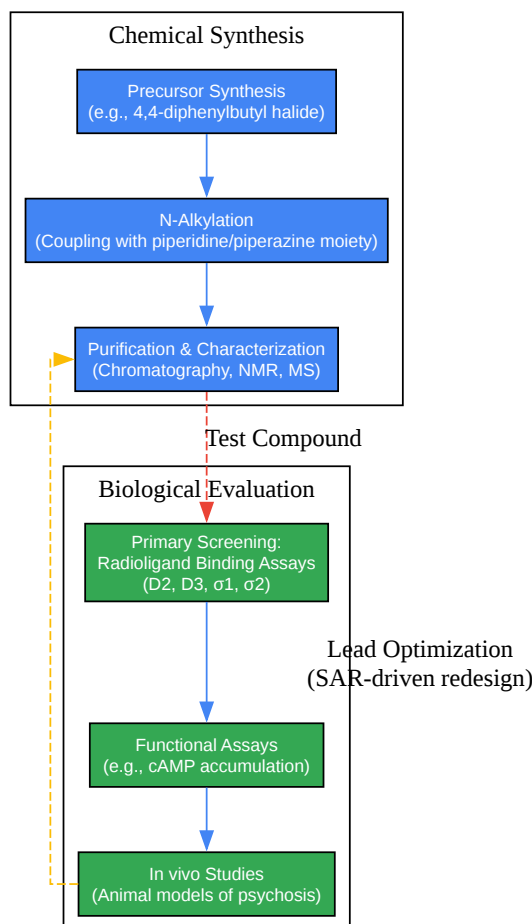 Chemical Synthesis
Precursor Synthesis
(e.g., 4,4-diphenylbutyl halide)
N-Alkylation
(Coupling with piperidine/piperazine moiety)
Purification & Characterization
(Chromatography, NMR, MS)
Test Compound
Biological Evaluation
Primary Screening:
Radioligand Binding Assays
(D2, D3, σ1, σ2)
Lead Optimization
(SAR-driven redesign)
Functional Assays
(e.g., cAMP accumulation)
In vivo Studies
(Animal models of psychosis)